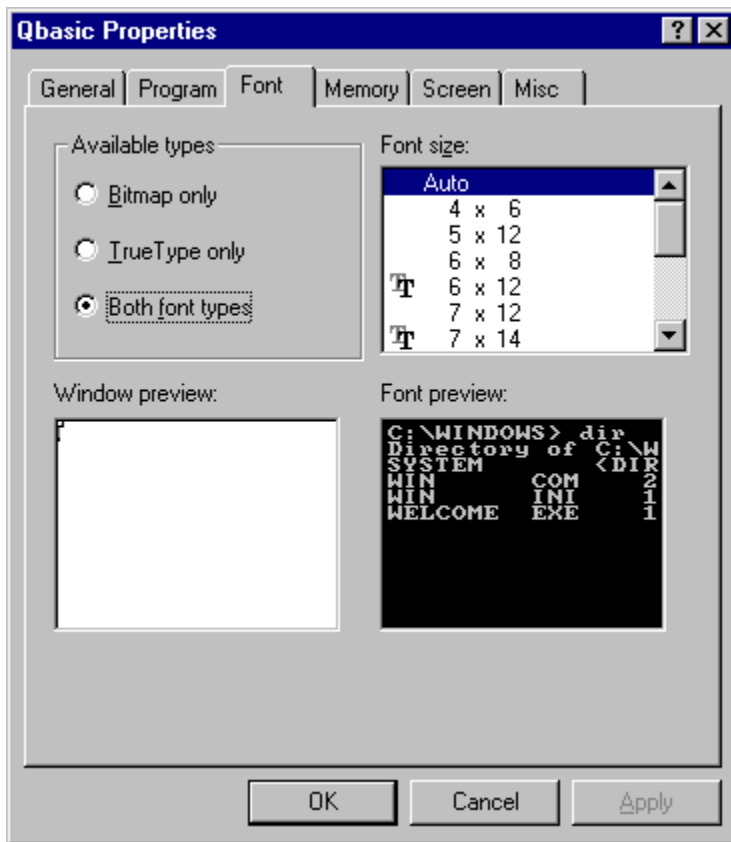 Qbasic Properties
General Program Font Memory Screen Misc
Available types
Bitmap only
TrueType only
Both font types
Font size:
Auto
4 x 6
5 x 12
6 x 8
6 x 12
7 x 12
7 x 14
Window preview:
Font preview:
C:\WINDOWS> dir
Directory of C:\W
SYSTEM <DIR
WIN COM 2
WIN INI 1
WELCOME EXE 1
OK Cancel Apply